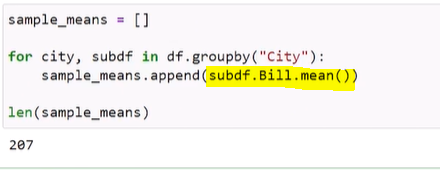 sample_means = []
for city, subdf in df.groupby("City"):
    sample_means.append(subdf.Bill.mean())
len(sample_means)
207